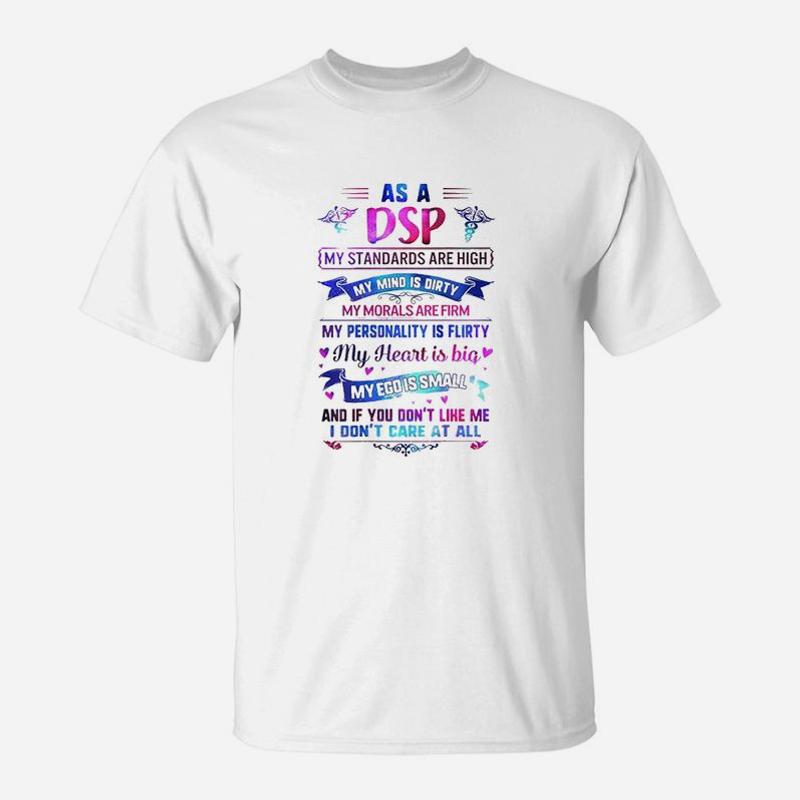 AS A
DSP
MY STANDARDS ARE HIGH
MY MIND IS DIRTY
MY MORALS ARE FIRM
MY PERSONALITY IS FLIRTY
My Heart is big
MY EGO IS SMALL
AND IF YOU DON'T LIKE ME
I DON'T CARE AT ALL